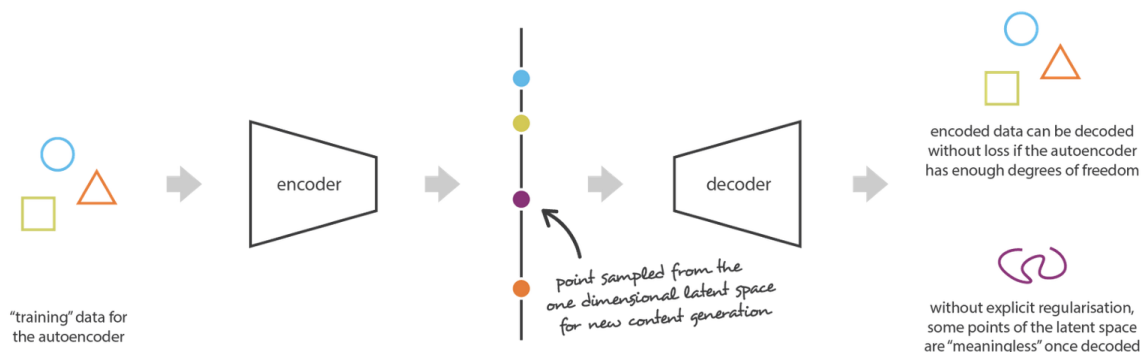 "training" data for
the autoencoder
encoder
point sampled from the
one dimensional latent space
for new content generation
decoder
encoded data can be decoded
without loss if the autoencoder
has enough degrees of freedom
without explicit regularisation,
some points of the latent space
are "meaningless" once decoded